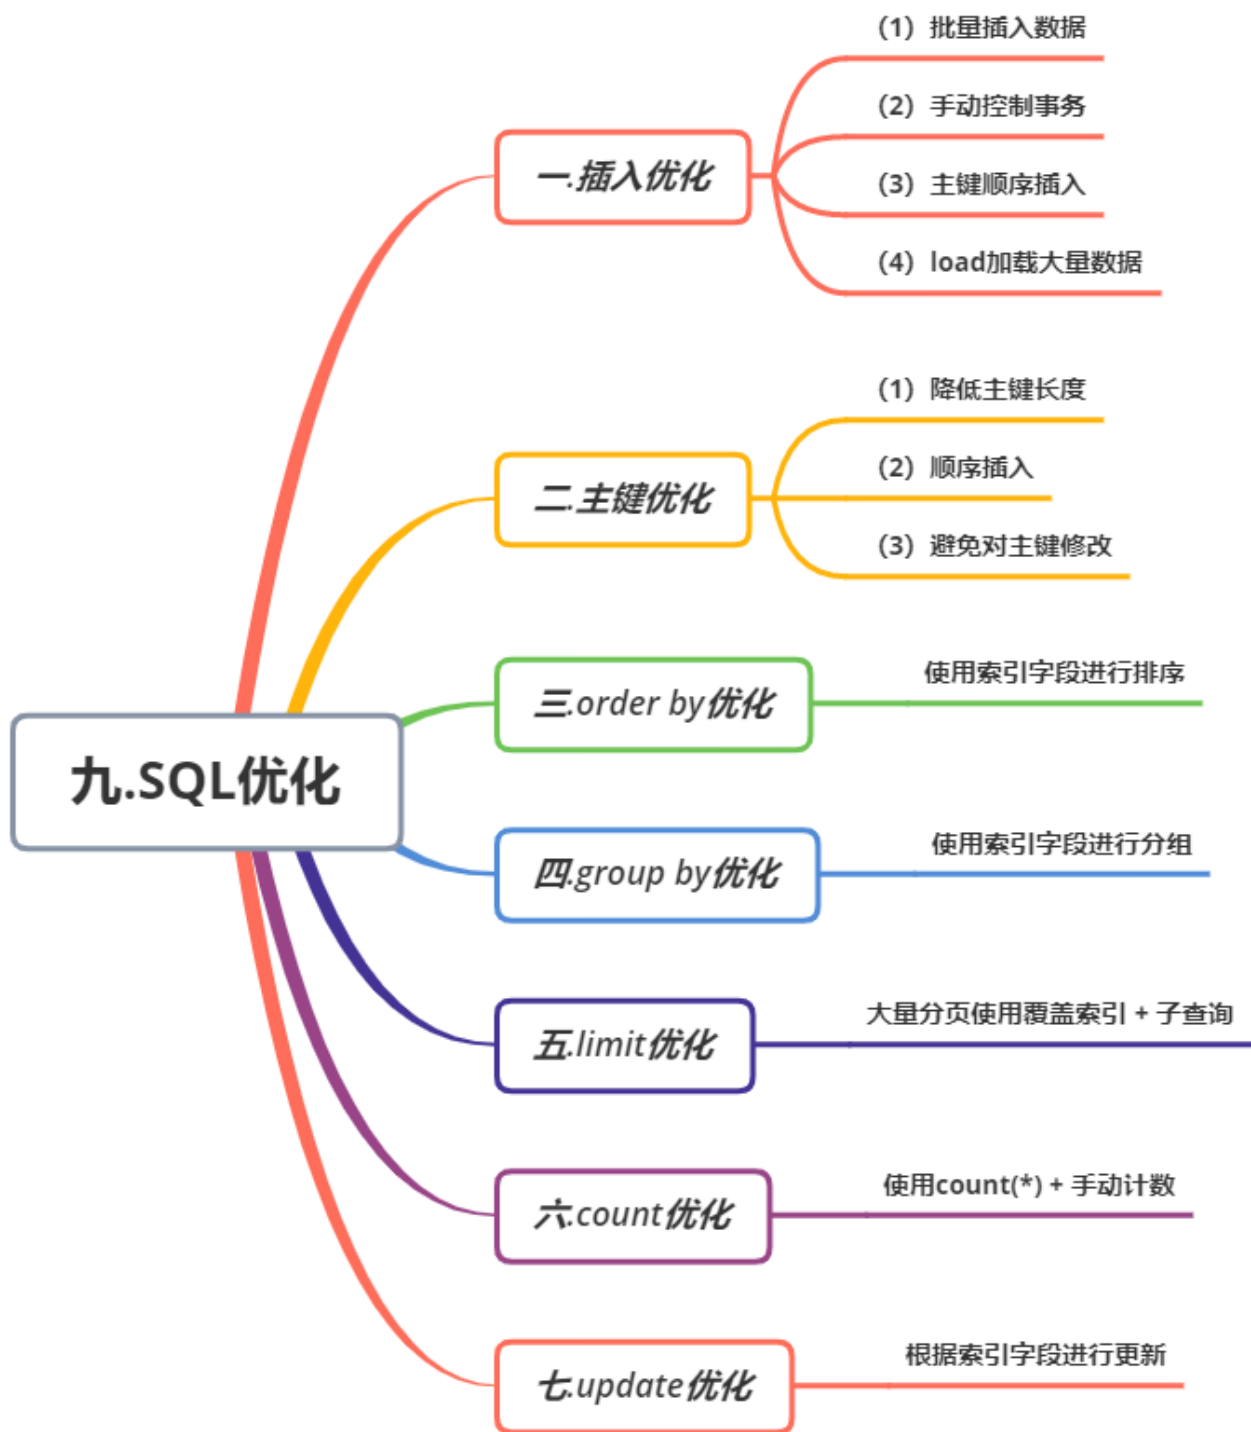 九.SQL优化
一.插入优化
（1）批量插入数据
（2）手动控制事务
（3）主键顺序插入
（4）load加载大量数据
二.主键优化
（1）降低主键长度
（2）顺序插入
（3）避免对主键修改
三.order by优化
使用索引字段进行排序
四.group by优化
使用索引字段进行分组
五.limit优化
大量分页使用覆盖索引 + 子查询
六.count优化
使用count(*) + 手动计数
七.update优化
根据索引字段进行更新